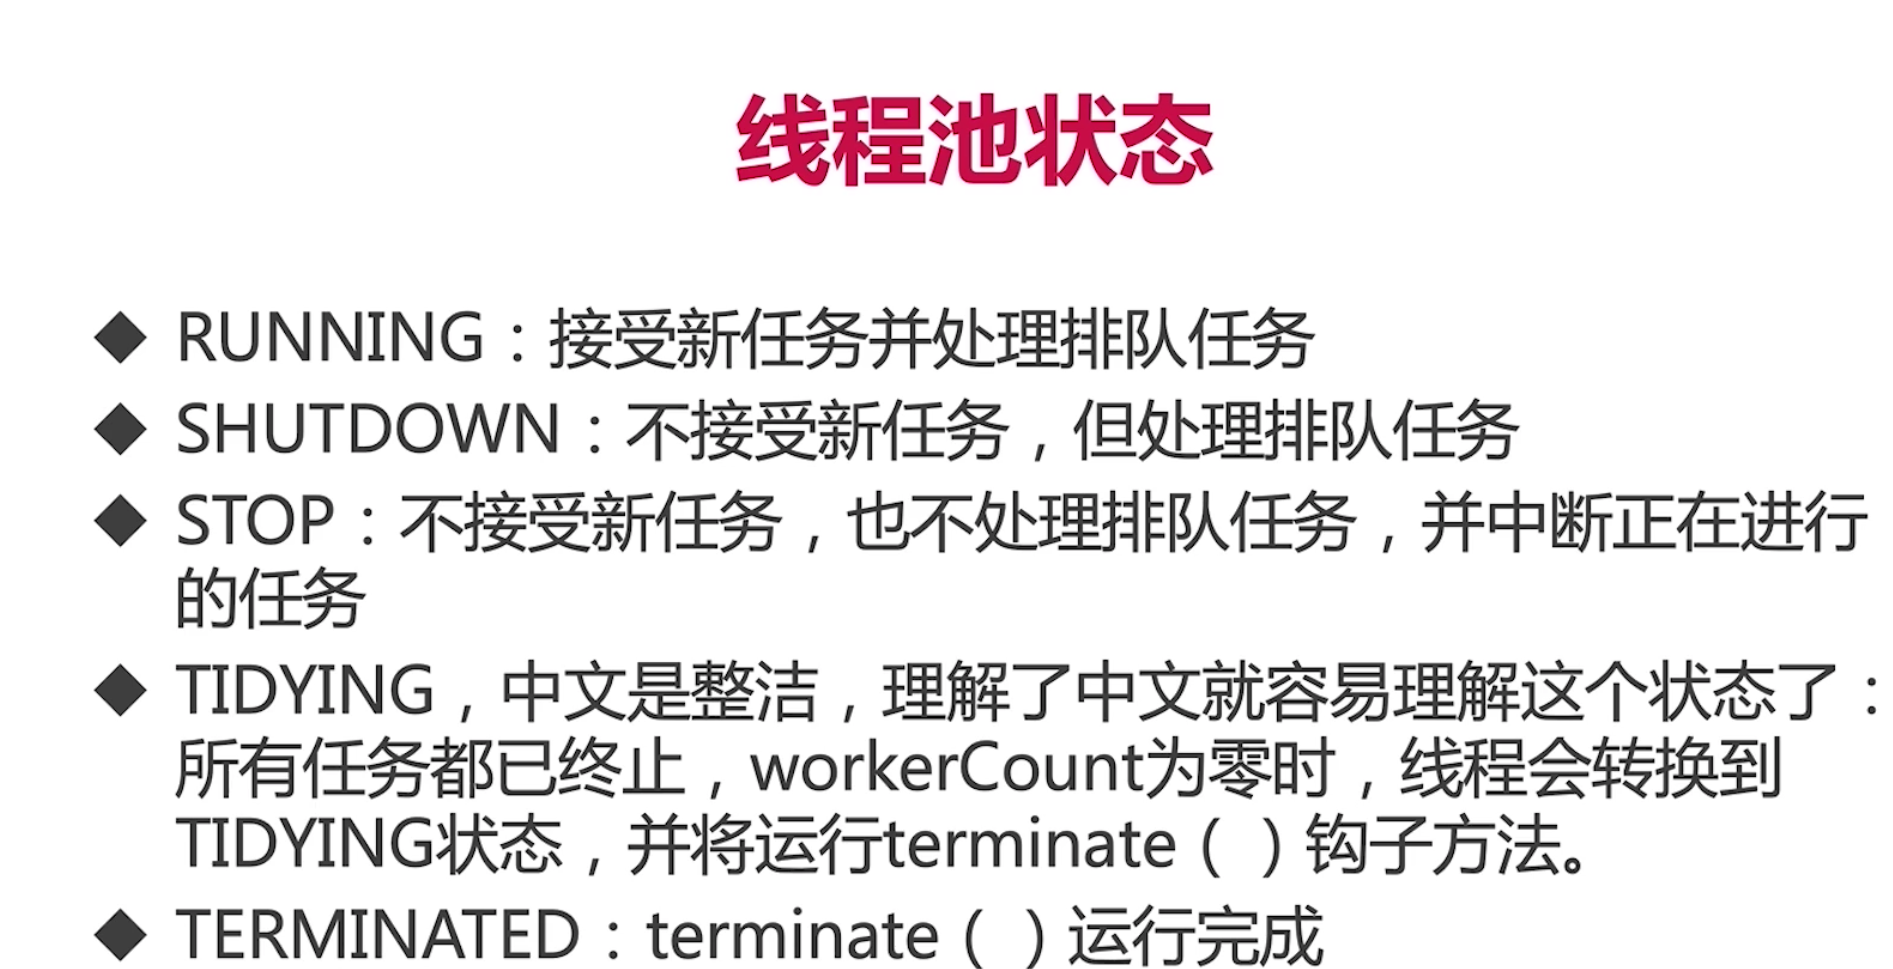 线程池状态
◆ RUNNING：接受新任务并处理排队任务
◆ SHUTDOWN：不接受新任务，但处理排队任务
◆ STOP：不接受新任务，也不处理排队任务，并中断正在进行
的任务
◆ TIDYING，中文是整洁，理解了中文就容易理解这个状态了：
所有任务都已终止，workerCount为零时，线程会转换到
TIDYING状态，并将运行terminate（ ）钩子方法。
◆ TERMINATED：terminate（ ）运行完成